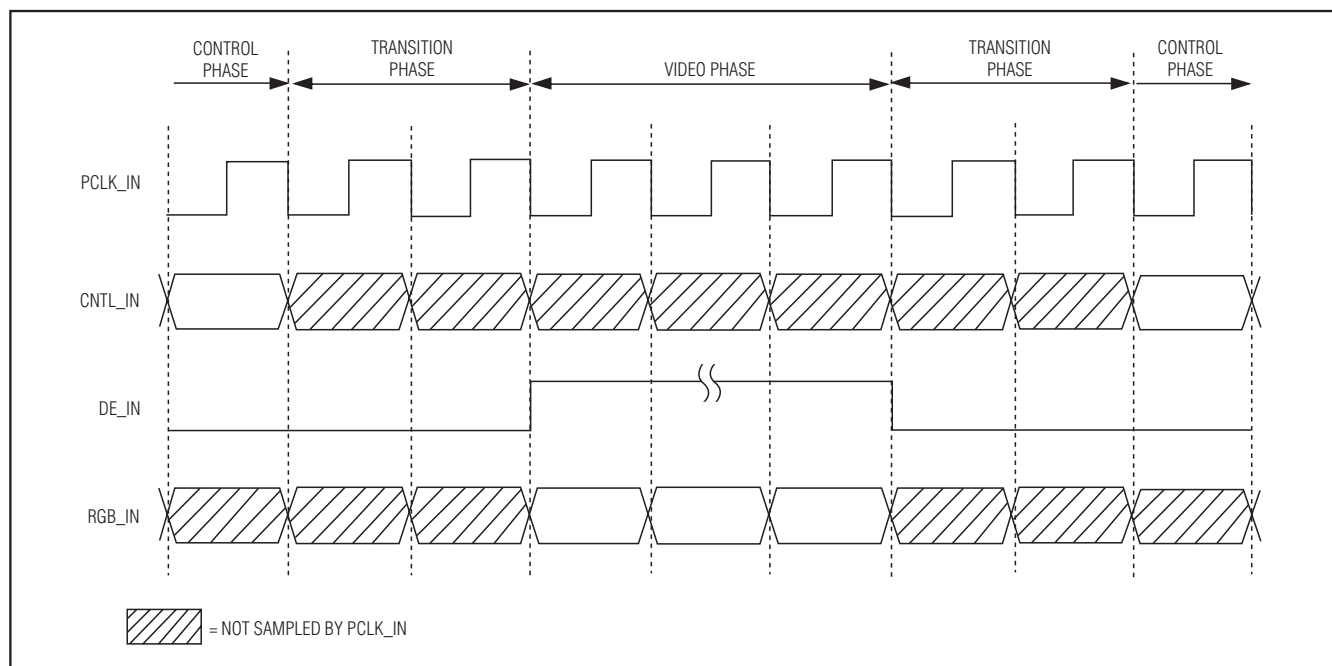 CONTROL
PHASE
TRANSITION
PHASE
VIDEO PHASE
TRANSITION
PHASE
CONTROL
PHASE
PCLK_IN
CNTL_IN
DE_IN
RGB_IN
= NOT SAMPLED BY PCLK_IN